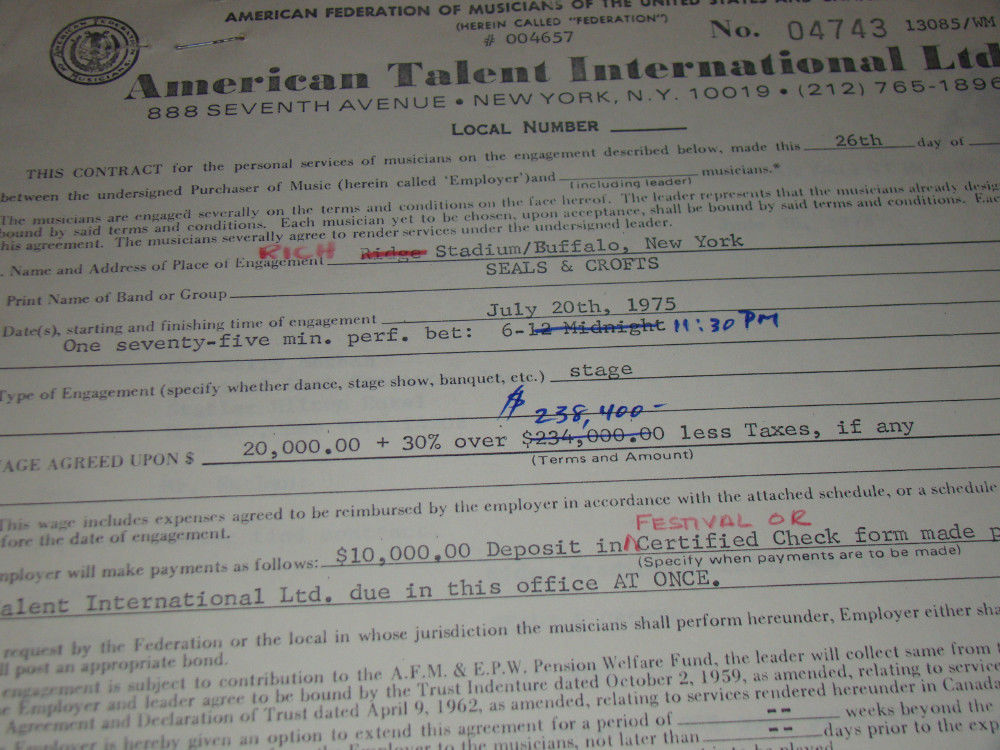 AMERICAN FEDERATION OF MUSICIANS OF THE UNITED STATES AND
(HEREIN CALLED "FEDERATION")
# 004657
No. 04743 13085/WM
AMERICAN FEDERATION OF MUSICIANS
American Talent International Ltd
888 SEVENTH AVENUE • NEW YORK, N.Y. 10019 • (212) 765-1896
LOCAL NUMBER
THIS CONTRACT for the personal services of musicians on the engagement described below, made this 26th day of
between the undersigned Purchaser of Music (herein called 'Employer') and musicians.*
(including leader)
The musicians are engaged severally on the terms and conditions on the face hereof. The leader represents that the musicians already desig
bound by said terms and conditions. Each musician yet to be chosen, upon acceptance, shall be bound by said terms and conditions. Eac
his agreement. The musicians severally agree to render services under the undersigned leader.
. Name and Address of Place of Engagement RICH Ridge Stadium/Buffalo, New York
SEALS & CROFTS
Print Name of Band or Group
Date(s), starting and finishing time of engagement July 20th, 1975
One seventy-five min. perf. bet: 6-12 Midnight 11:30 PM
Type of Engagement (specify whether dance, stage show, banquet, etc.) stage
$ 238,400-
AGE AGREED UPON $ 20,000.00 + 30% over $234,000.00 less Taxes, if any
(Terms and Amount)
This wage includes expenses agreed to be reimbursed by the employer in accordance with the attached schedule, or a schedule
fore the date of engagement.
FESTIVAL OR
mployer will make payments as follows: $10,000.00 Deposit in Certified Check form made p
(Specify when payments are to be made)
alent International Ltd. due in this office AT ONCE.
request by the Federation or the local in whose jurisdiction the musicians shall perform hereunder, Employer either sha
ll post an appropriate bond.
engagement is subject to contribution to the A.F.M. & E.P.W. Pension Welfare Fund, the leader will collect same from
e Employer and leader agree to be bound by the Trust Indenture dated October 2, 1959, as amended, relating to service
Agreement and Declaration of Trust dated April 9, 1962, as amended, relating to services rendered hereunder in Canada
Employer is hereby given an option to extend this agreement for a period of -- weeks beyond the
the Employer to the musicians, not later than -- days prior to the exp